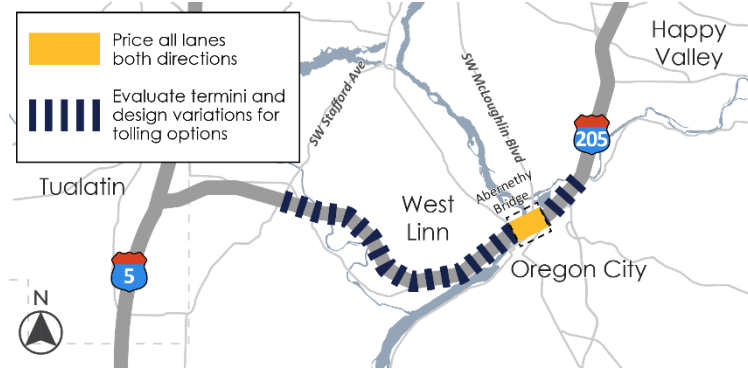 Price all lanes
both directions
Evaluate termini and
design variations for
tolling options
Happy
Valley
SW Stafford Ave
SW McLoughlin Blvd
205
Tualatin
Abernethy
Bridge
West
Linn
Oregon City
5
N